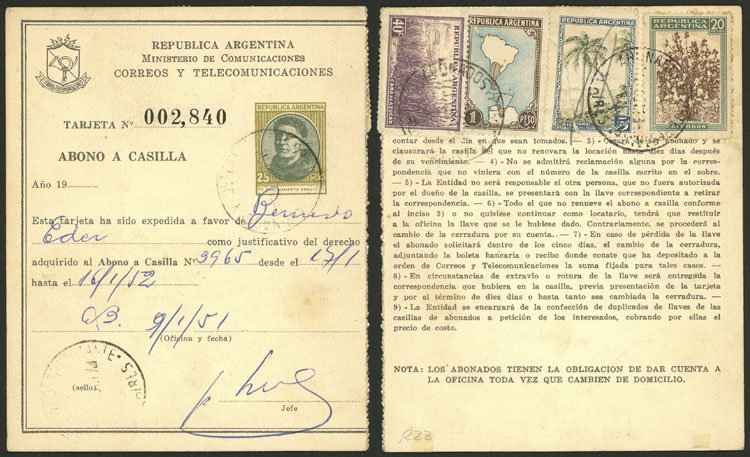 REPUBLICA ARGENTINA
MINISTERIO DE COMUNICACIONES
CORREOS Y TELECOMUNICACIONES
TARJETA Nº 002,840
REPUBLICA ARGENTINA
25
ABONO A CASILLA
Año 19
Esta Tarjeta ha sido expedida a favor de Bernardo
Eder como justificativo del derecho
adquirido al Abono a Casilla Nº 3965 desde el 17/1
hasta el 16/1/52
9/1/51
(Oficina y fecha)
(sello)
Jefe
40c
REPUBLICA ARGENTINA
REPUBLICA ARGENTINA
1 PESO
REPUBLICA ARGENTINA
20
ALGODON
contar desde el día en que sean tomadas. — 3) - Cesará de ser abonado y se
clausurará la casilla del que no renovara la locación hasta diez días después
de su vencimiento. — 4) - No se admitirá reclamación alguna por la correspon-
dencia que no viniera con el número de la casilla escrito en el sobre. —
5) - La Entidad no será responsable si otra persona, que no fuera autorizada
por el dueño de la casilla, se presentara con la llave correspondiente a retirar
la correspondencia. — 6) - Todo el que no renueve el abono a casilla conforme
al inciso 3) o no quisiese continuar como locatario, tendrá que restituir
a la oficina la llave que se le hubiese dado. Contrariamente, se procederá al
cambio de la cerradura por su cuenta. — 7) - En caso de pérdida de la llave
el abonado solicitará dentro de los cinco días, el cambio de la cerradura,
adjuntando la boleta bancaria o recibo donde conste que ha depositado a la
orden de Correos y Telecomunicaciones la suma fijada para tales casos. —
8) - En circunstancias de extravío o rotura de la llave será entregada la
correspondencia que hubiera en la casilla, previa presentación de la tarjeta
y por el término de diez días o hasta tanto sea cambiada la cerradura. —
9) - La Entidad se encargará de la confección de duplicados de llaves de las
casillas de abonados a petición de los interesados, cobrando por ellas el
precio de costo.
NOTA: LOS ABONADOS TIENEN LA OBLIGACION DE DAR CUENTA A
LA OFICINA TODA VEZ QUE CAMBIEN DE DOMICILIO.
R23